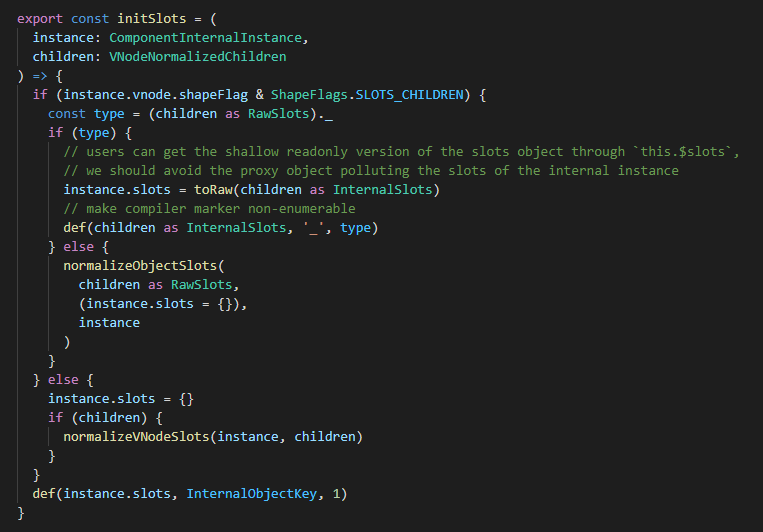 export const initSlots = (
  instance: ComponentInternalInstance,
  children: VNodeNormalizedChildren
) => {
  if (instance.vnode.shapeFlag & ShapeFlags.SLOTS_CHILDREN) {
    const type = (children as RawSlots)._
    if (type) {
      // users can get the shallow readonly version of the slots object through `this.$slots`,
      // we should avoid the proxy object polluting the slots of the internal instance
      instance.slots = toRaw(children as InternalSlots)
      // make compiler marker non-enumerable
      def(children as InternalSlots, '_', type)
    } else {
      normalizeObjectSlots(
        children as RawSlots,
        (instance.slots = {}),
        instance
      )
    }
  } else {
    instance.slots = {}
    if (children) {
      normalizeVNodeSlots(instance, children)
    }
  }
  def(instance.slots, InternalObjectKey, 1)
}